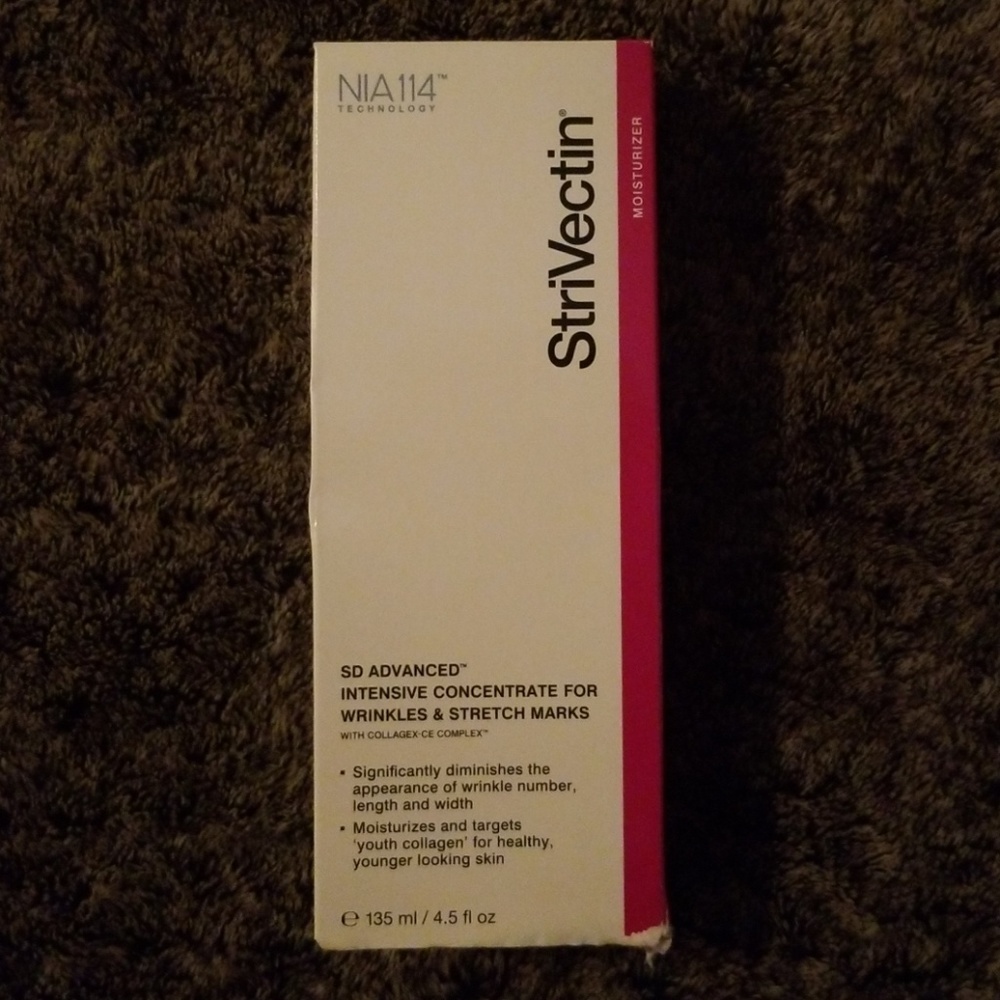 NIA114™
TECHNOLOGY
StriVectin®
MOISTURIZER
SD ADVANCED™
INTENSIVE CONCENTRATE FOR
WRINKLES & STRETCH MARKS
WITH COLLAGEX-CE COMPLEX™
▪ Significantly diminishes the
appearance of wrinkle number,
length and width
▪ Moisturizes and targets
'youth collagen' for healthy,
younger looking skin
℮ 135 ml / 4.5 fl oz